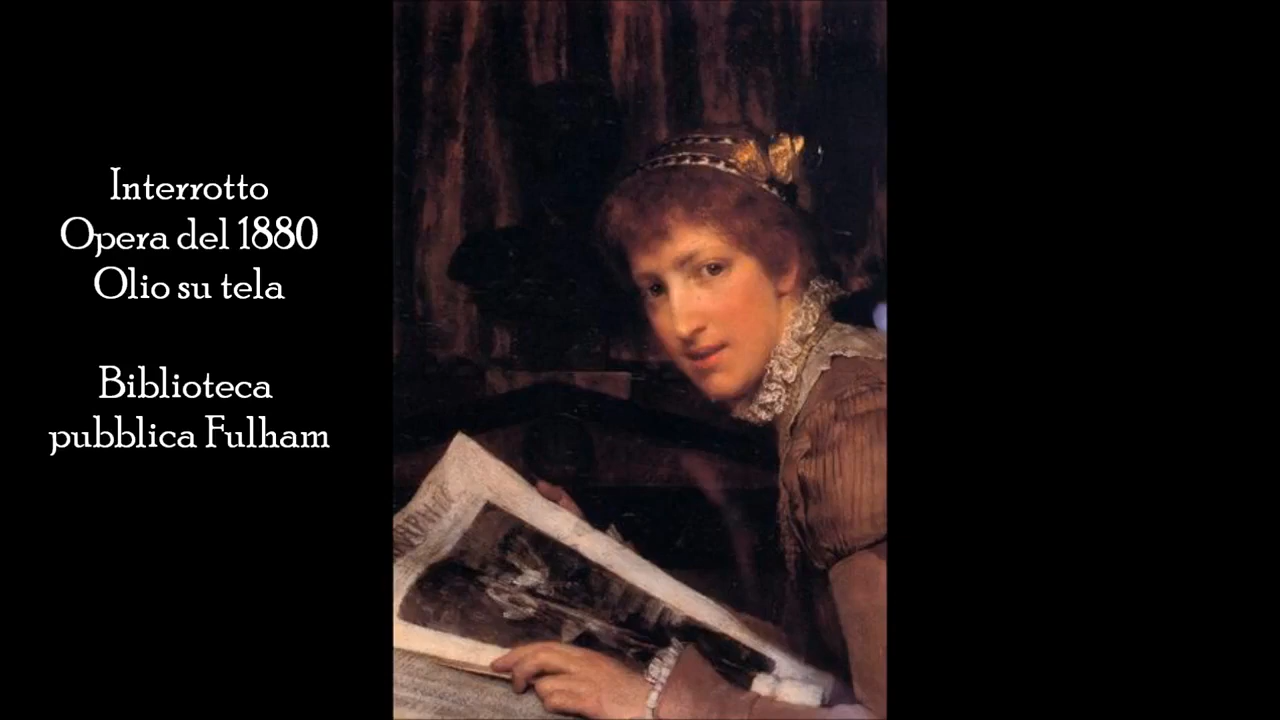 Interrotto
Opera del 1880
Olio su tela
Biblioteca
pubblica Fulham